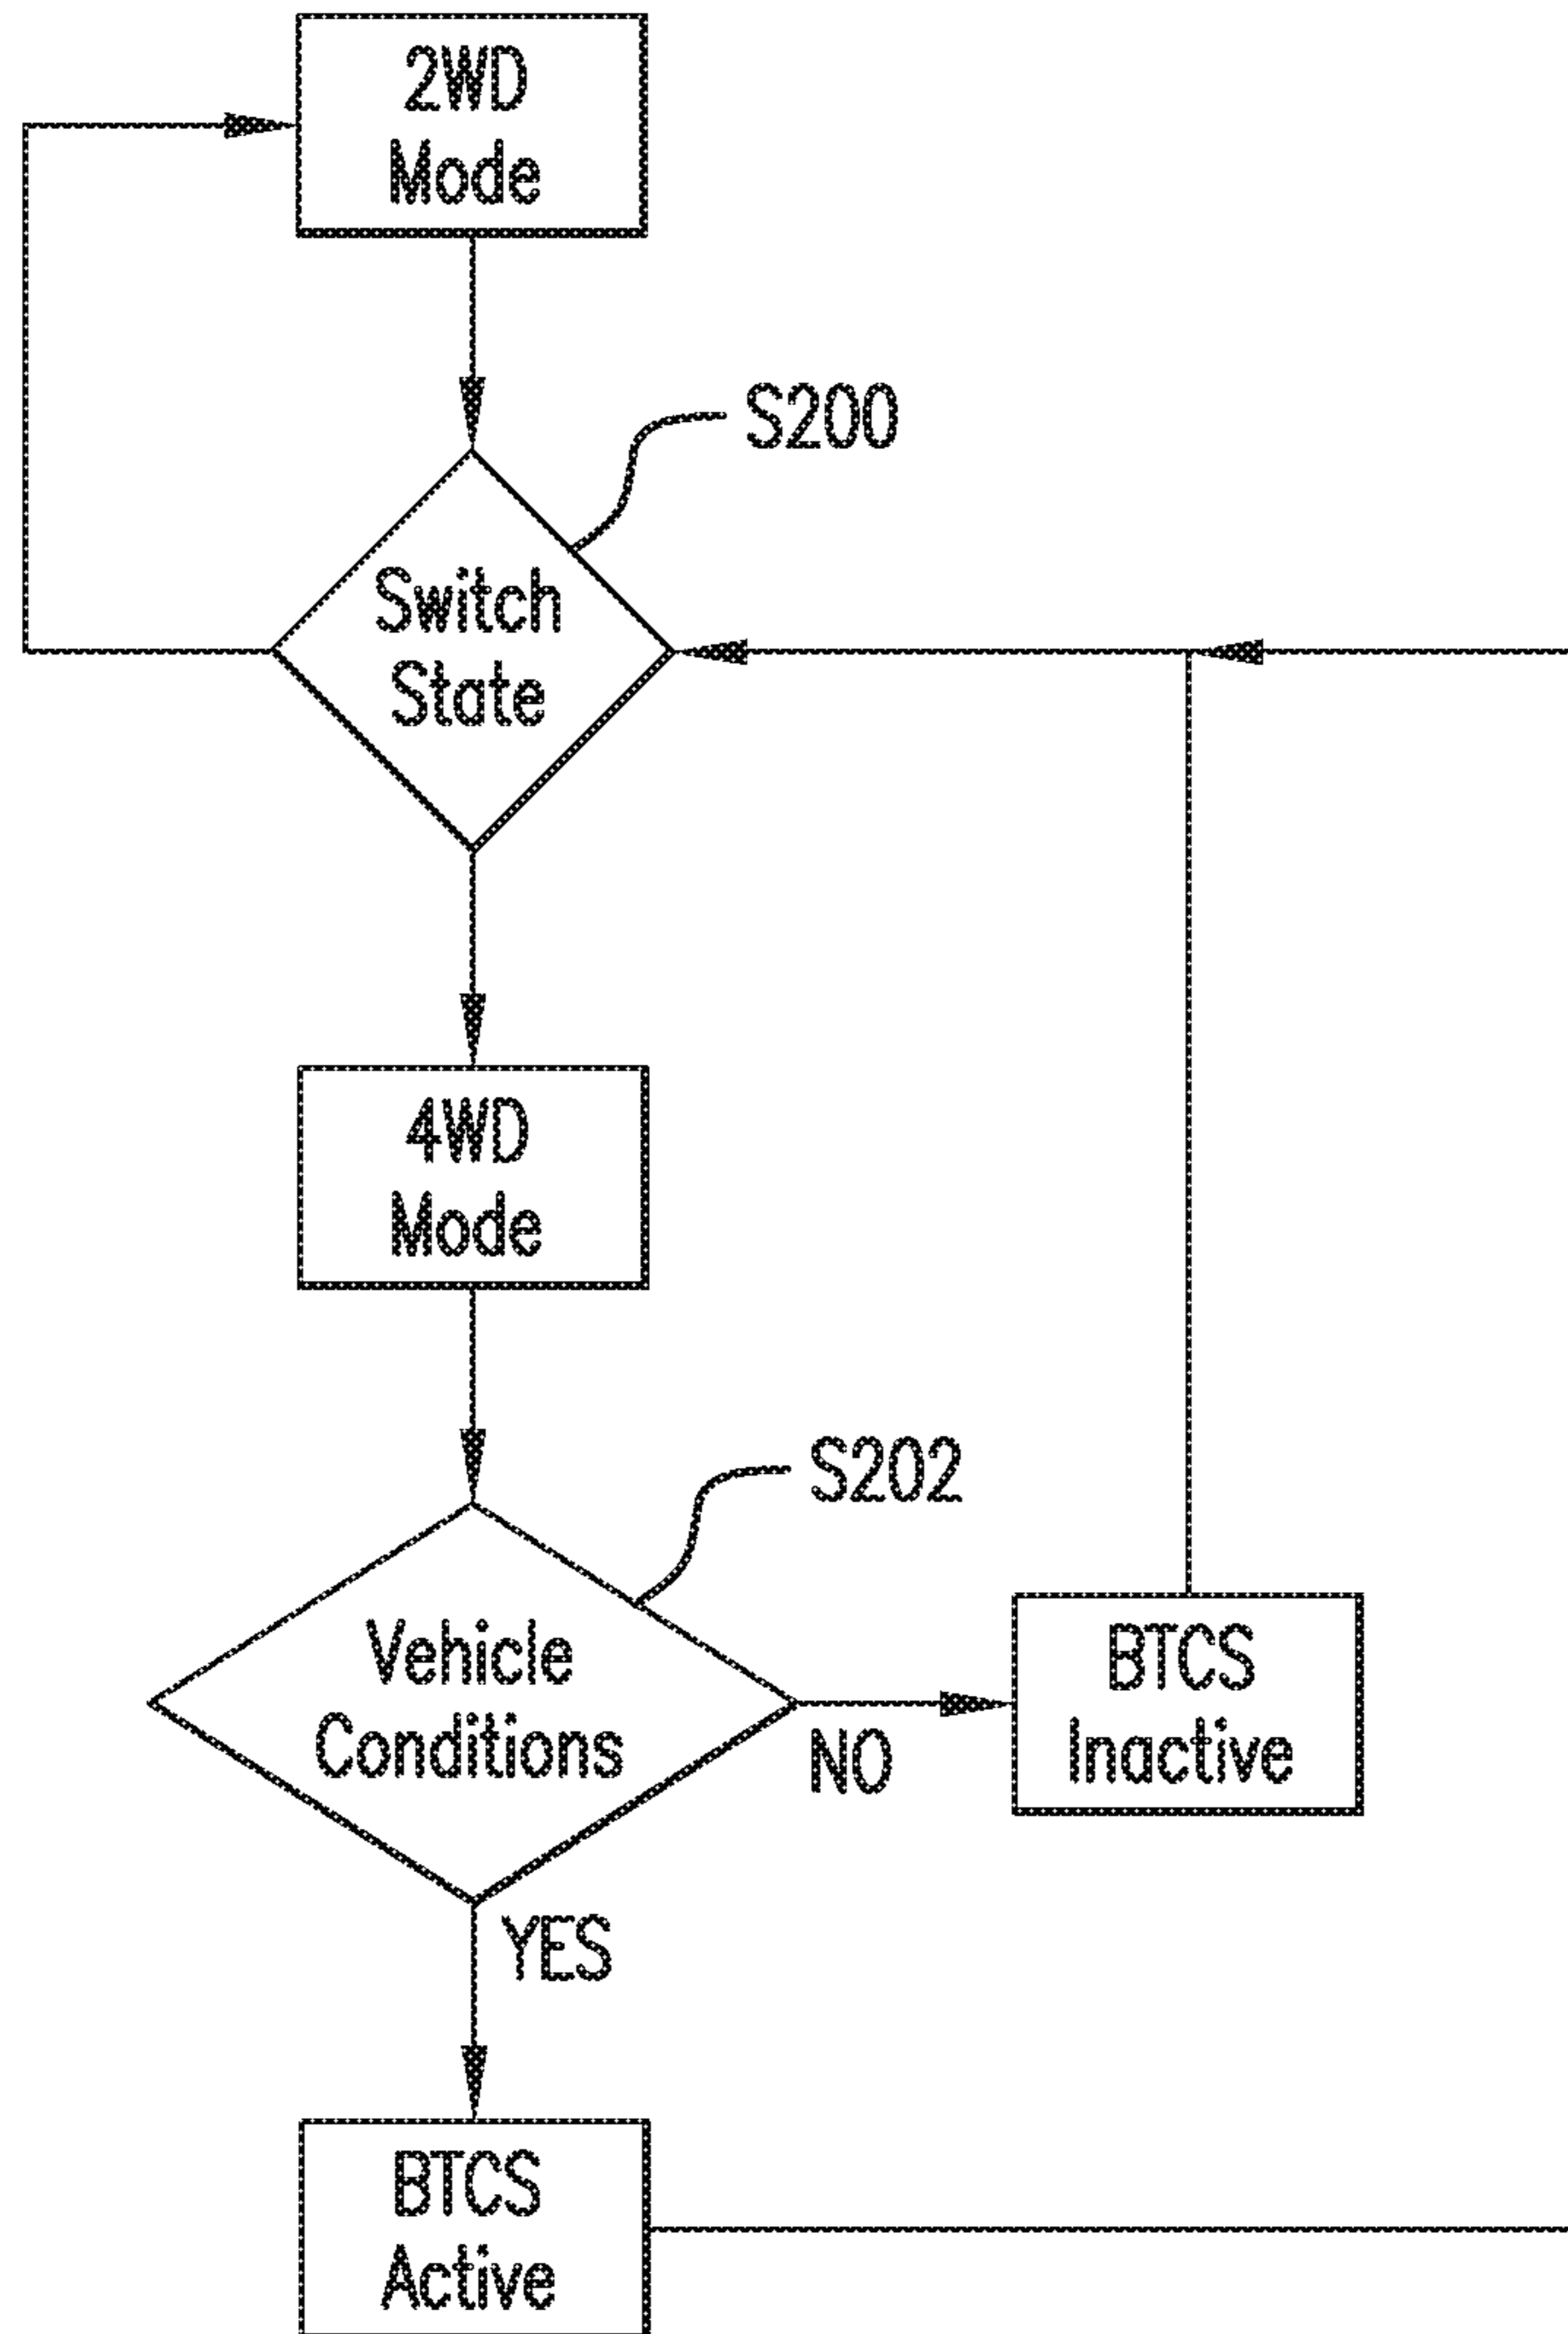 2WD
Mode
S200
Switch
State
4WD
Mode
S202
Vehicle
Conditions
NO
BTCS
Inactive
YES
BTCS
Active